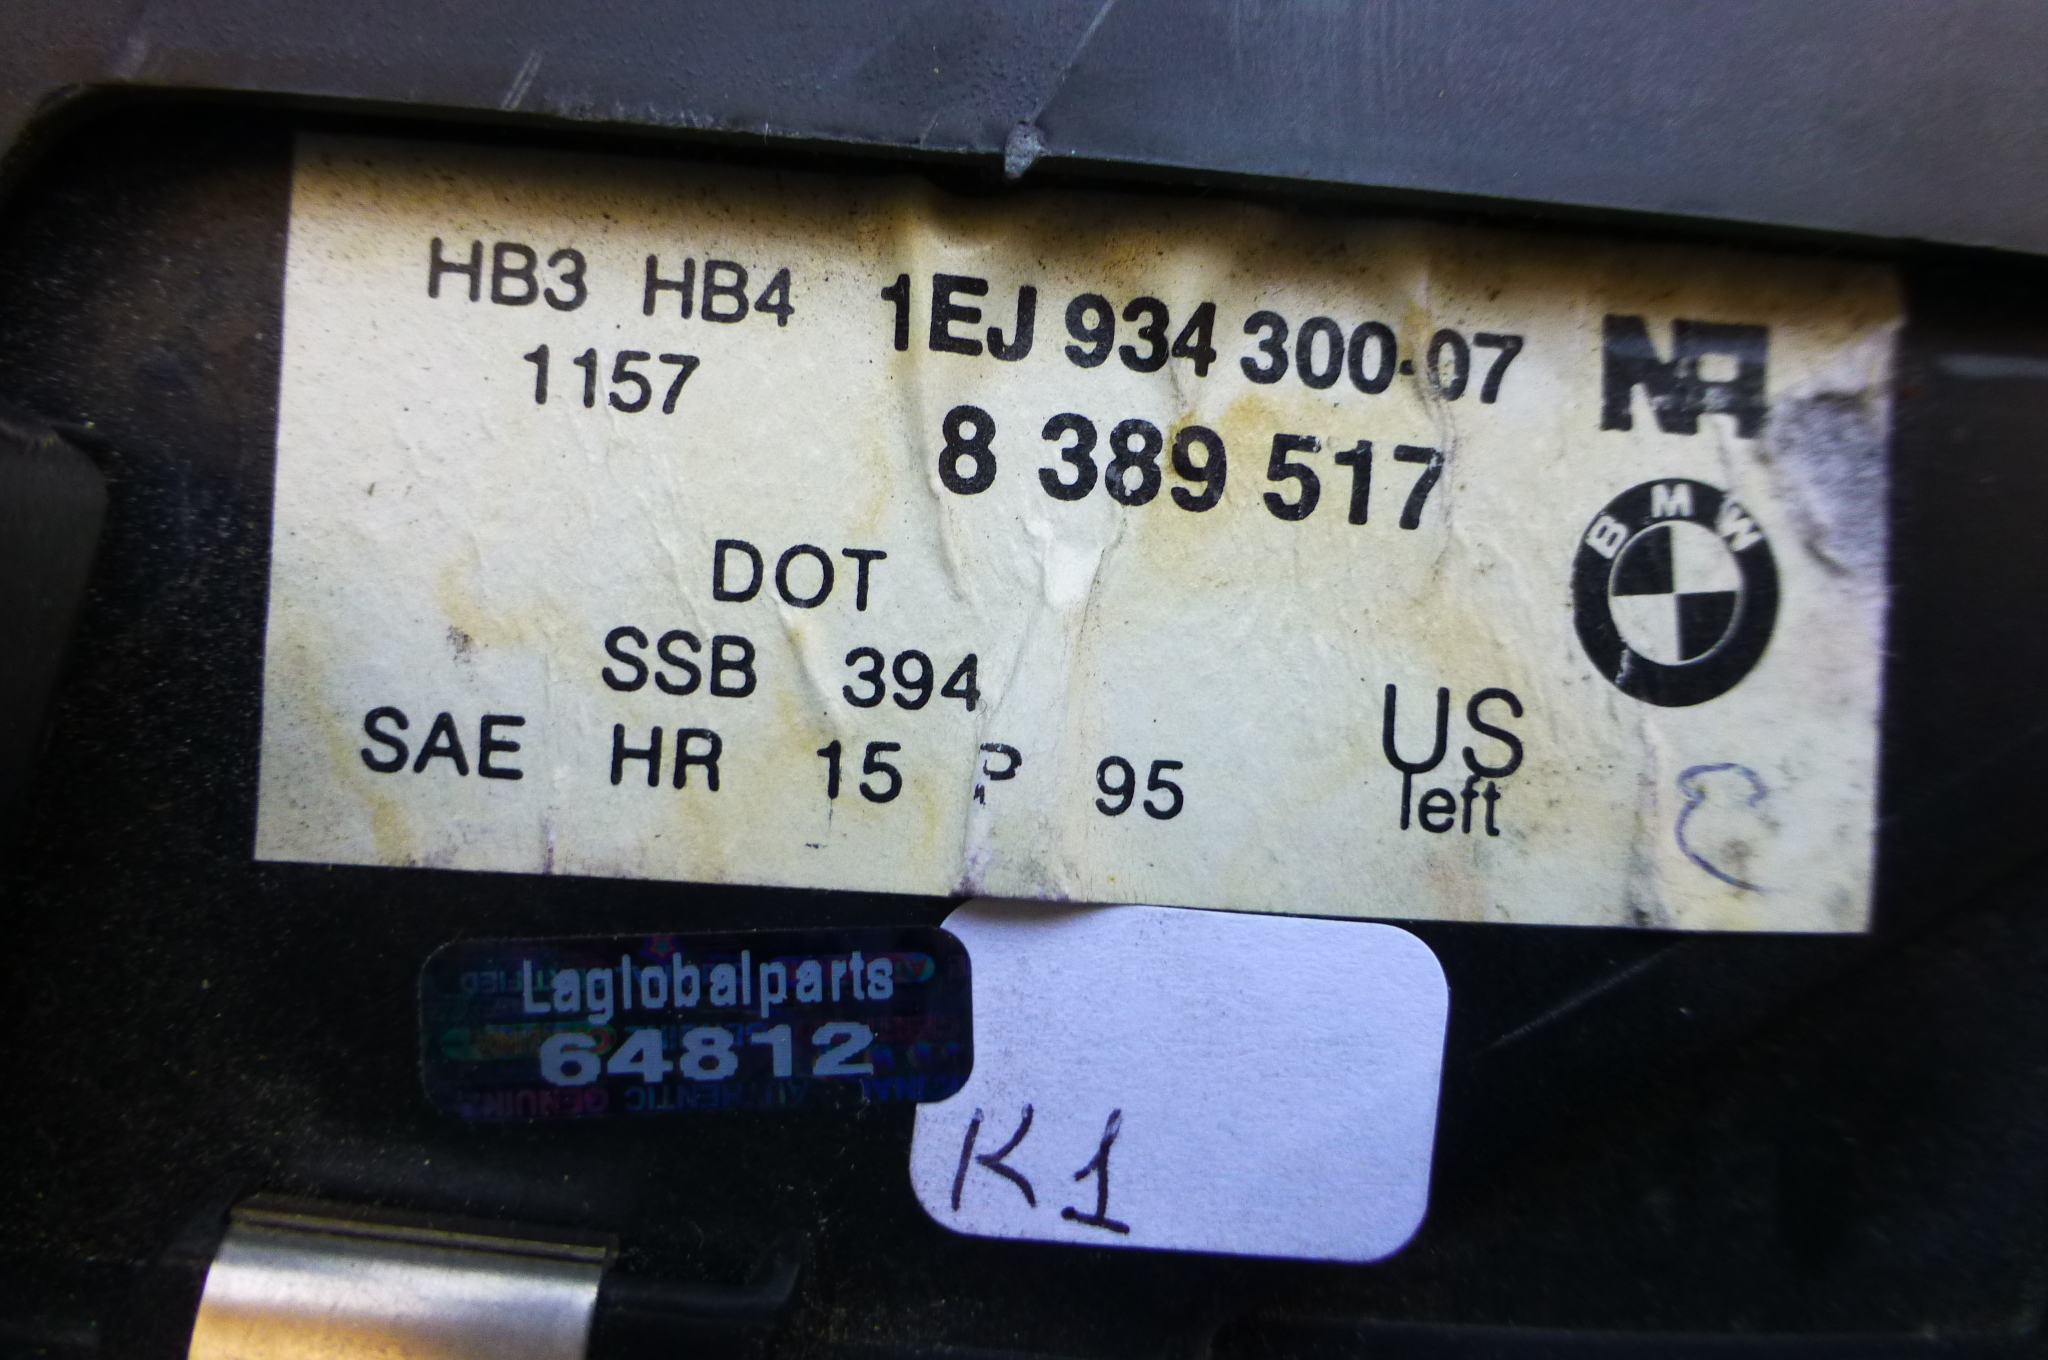 HB3 HB4 1EJ 934 300-07 NA
1157
8 389 517
BMW
DOT
SSB 394
SAE HR 15 P 95
US
left
Laglobalparts
64812
K1